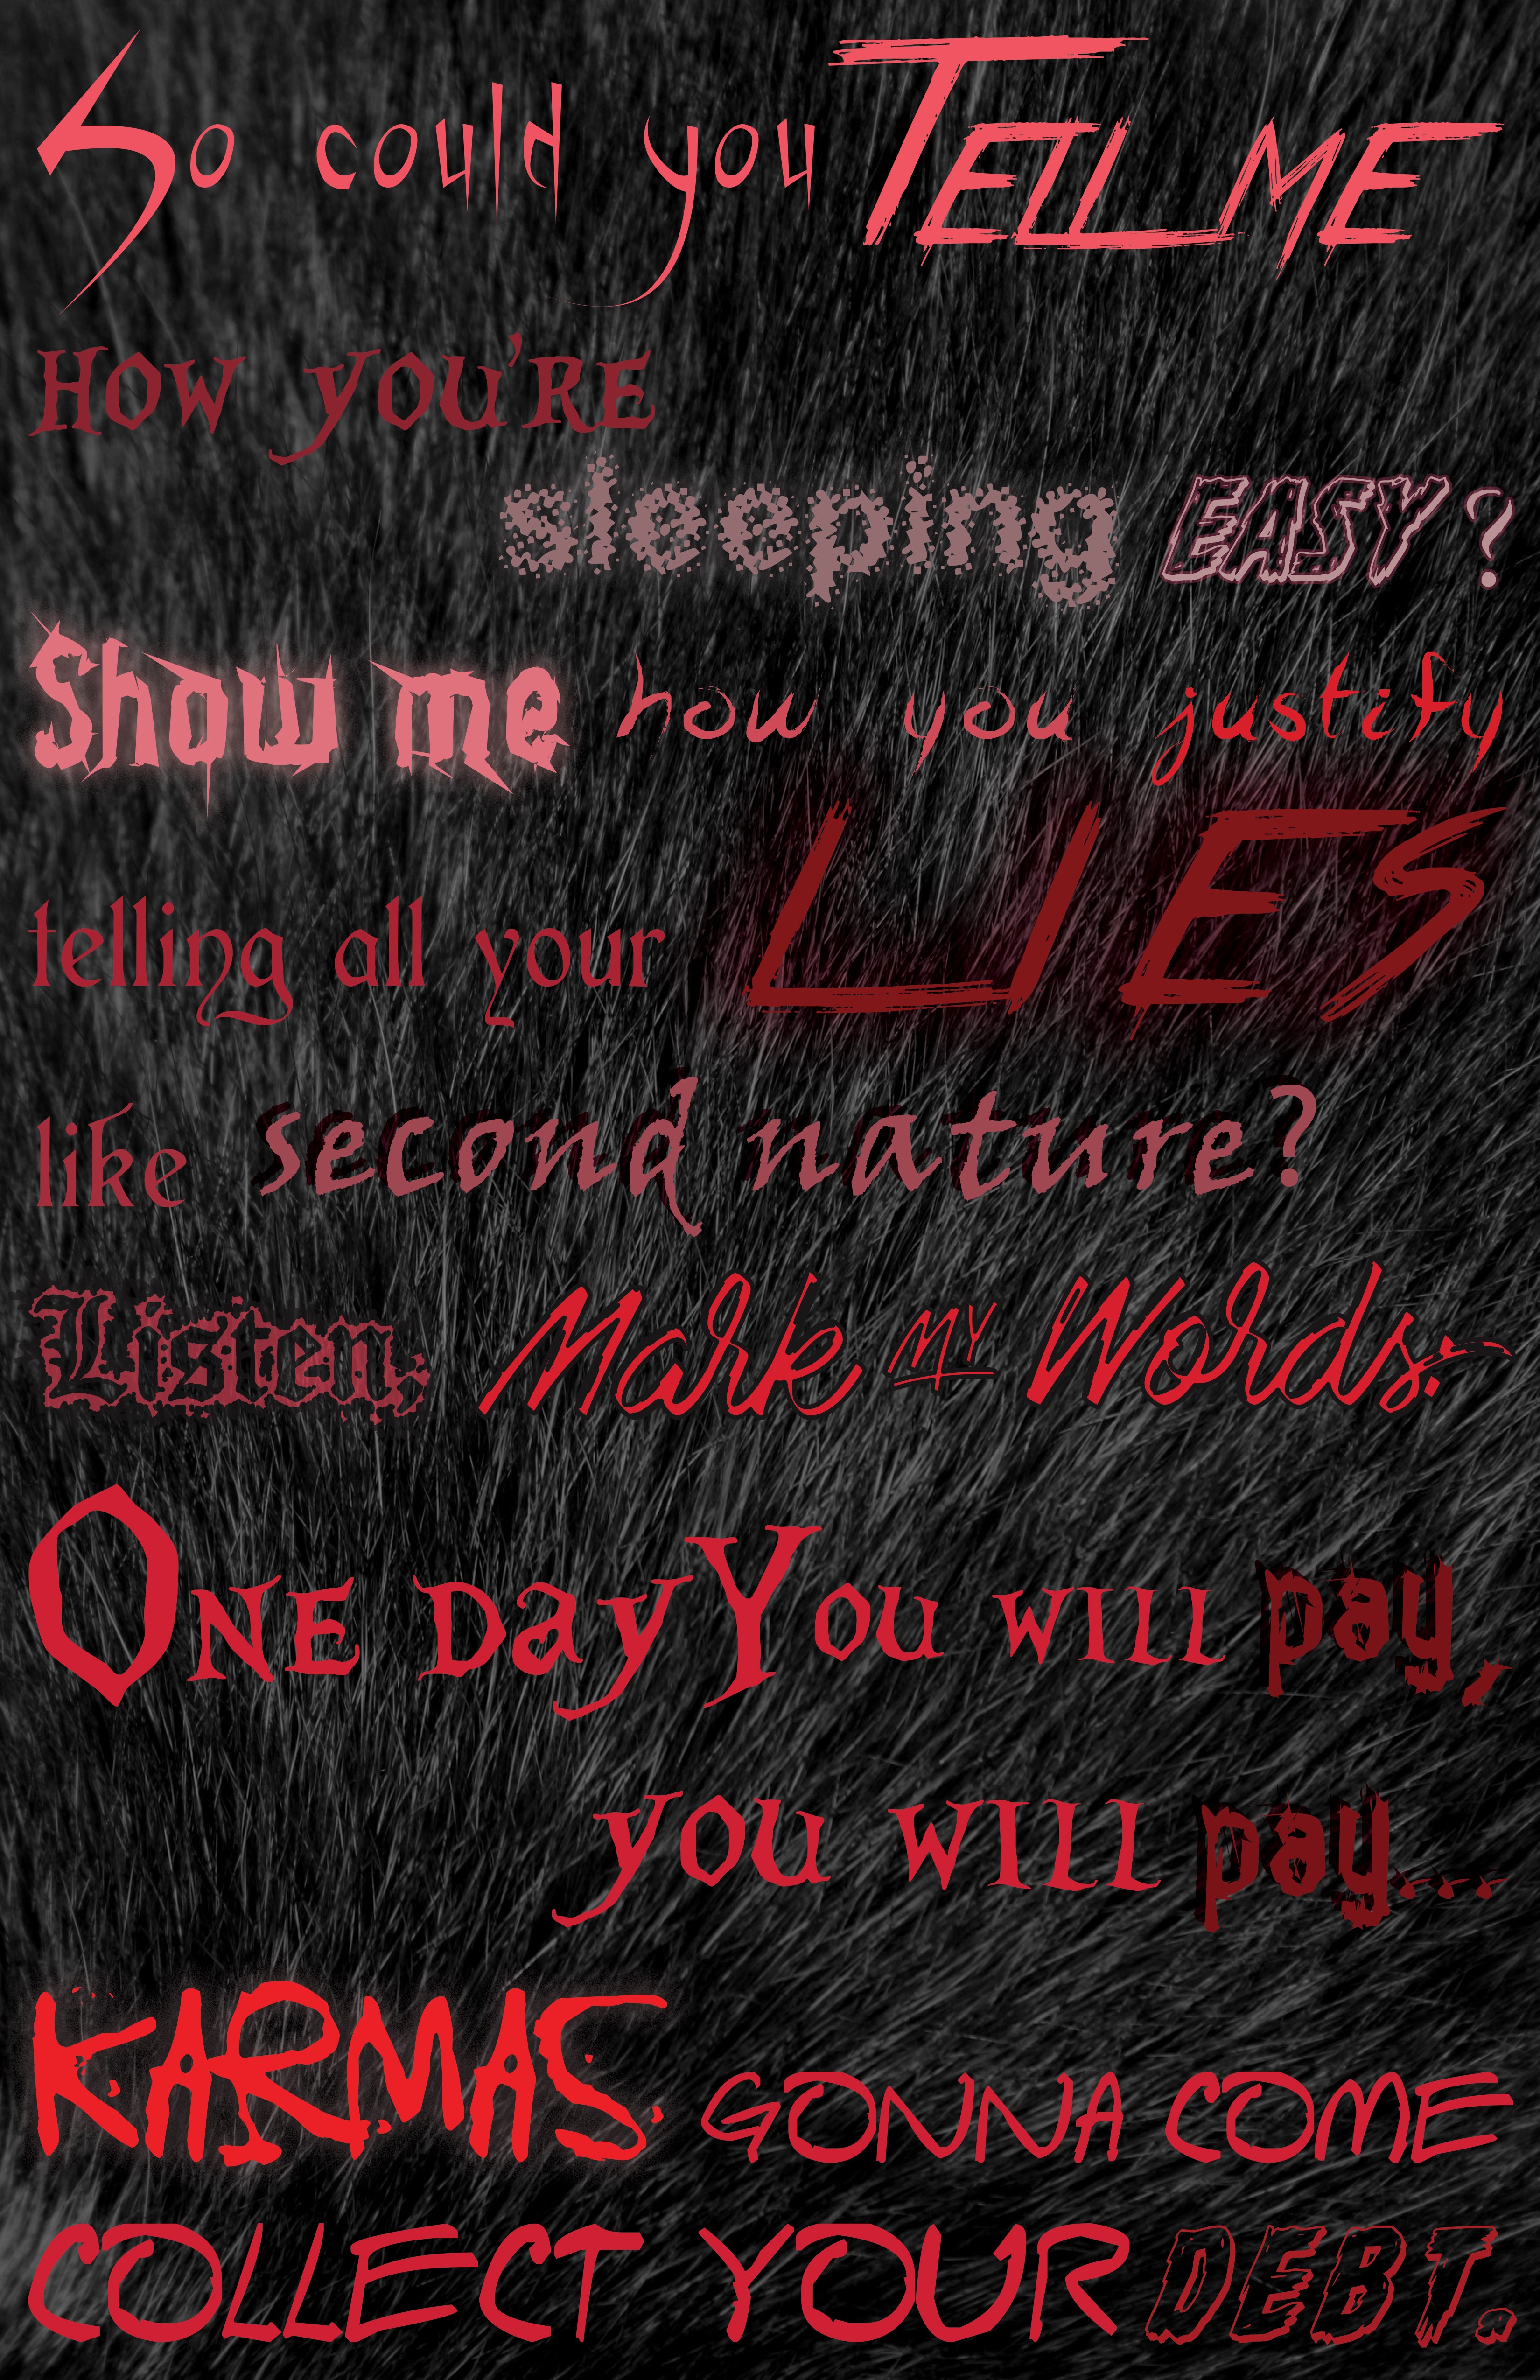 So could you TELL ME
HOW YOU'RE
sleeping EASY?
Show me how you justify
telling all your LIES
like second nature?
Listen, Mark MY Words:
ONE Day You WILL pay,
you WILL pay...
KARMAS GONNA COME
COLLECT YOUR DEBT.